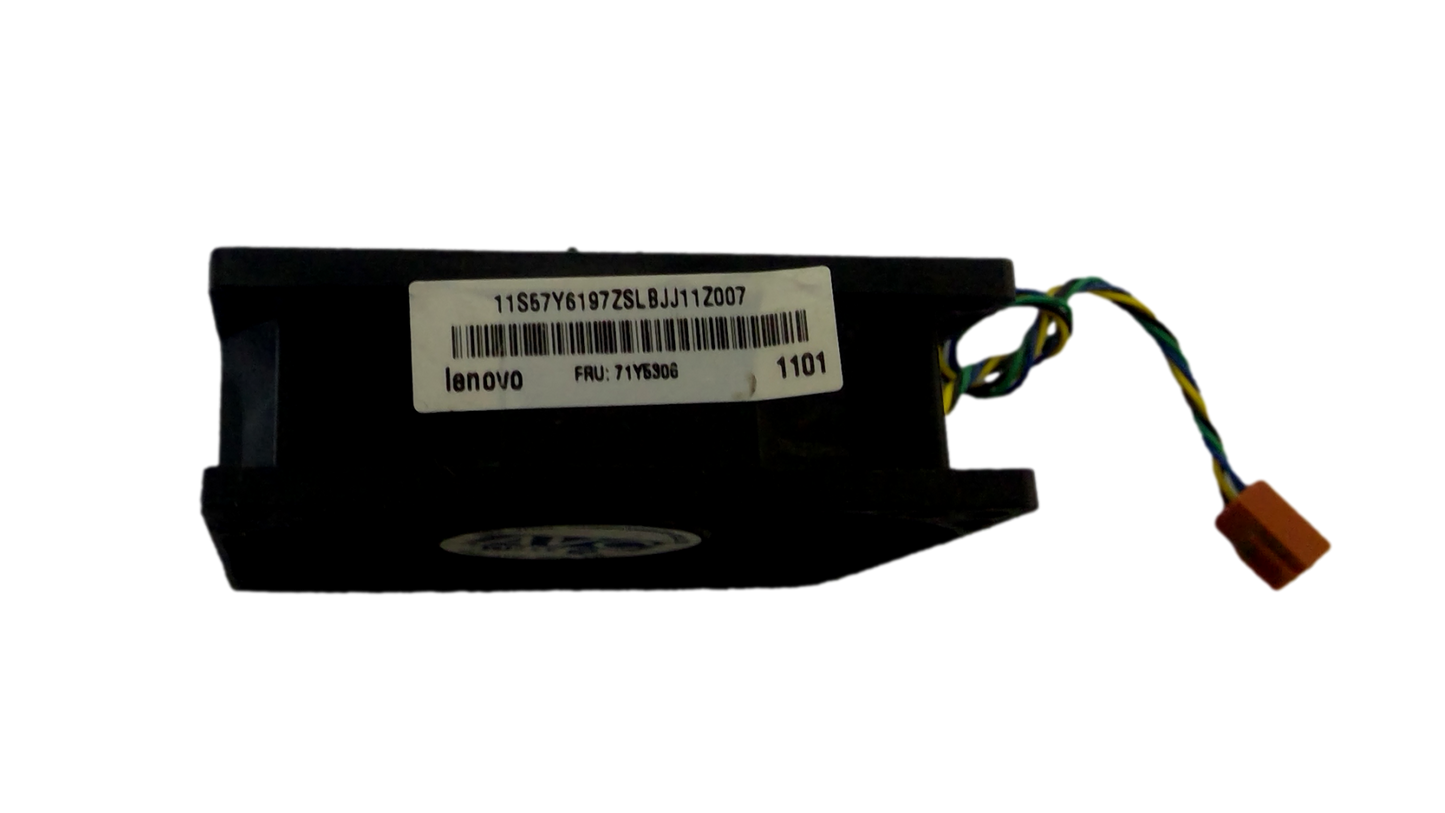 11S57Y6197ZSLBJJ11Z007
lenovo FRU: 71Y5306 1101